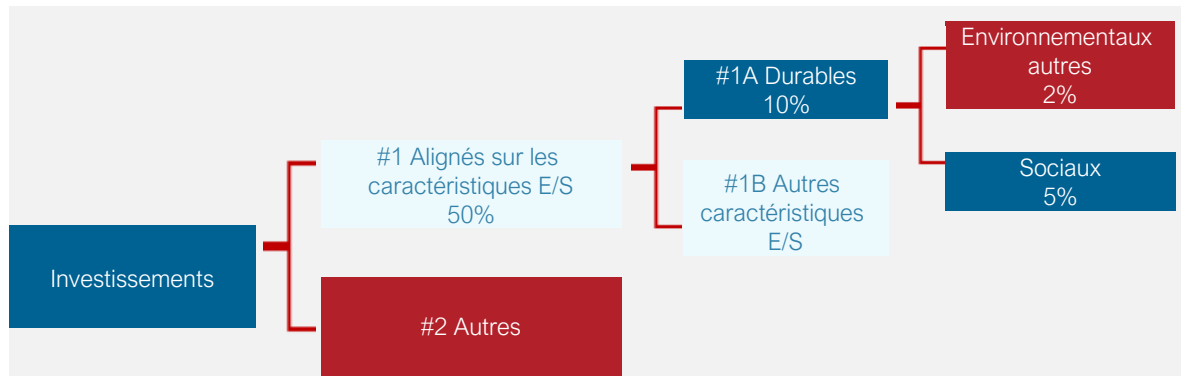 Investissements
#1 Alignés sur les
caractéristiques E/S
50%
#2 Autres
#1A Durables
10%
#1B Autres
caractéristiques
E/S
Environnementaux
autres
2%
Sociaux
5%